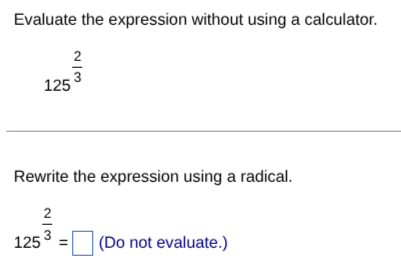 Evaluate the expression without using a calculator.
125^(2/3)
Rewrite the expression using a radical.
125^(2/3) = □ (Do not evaluate.)